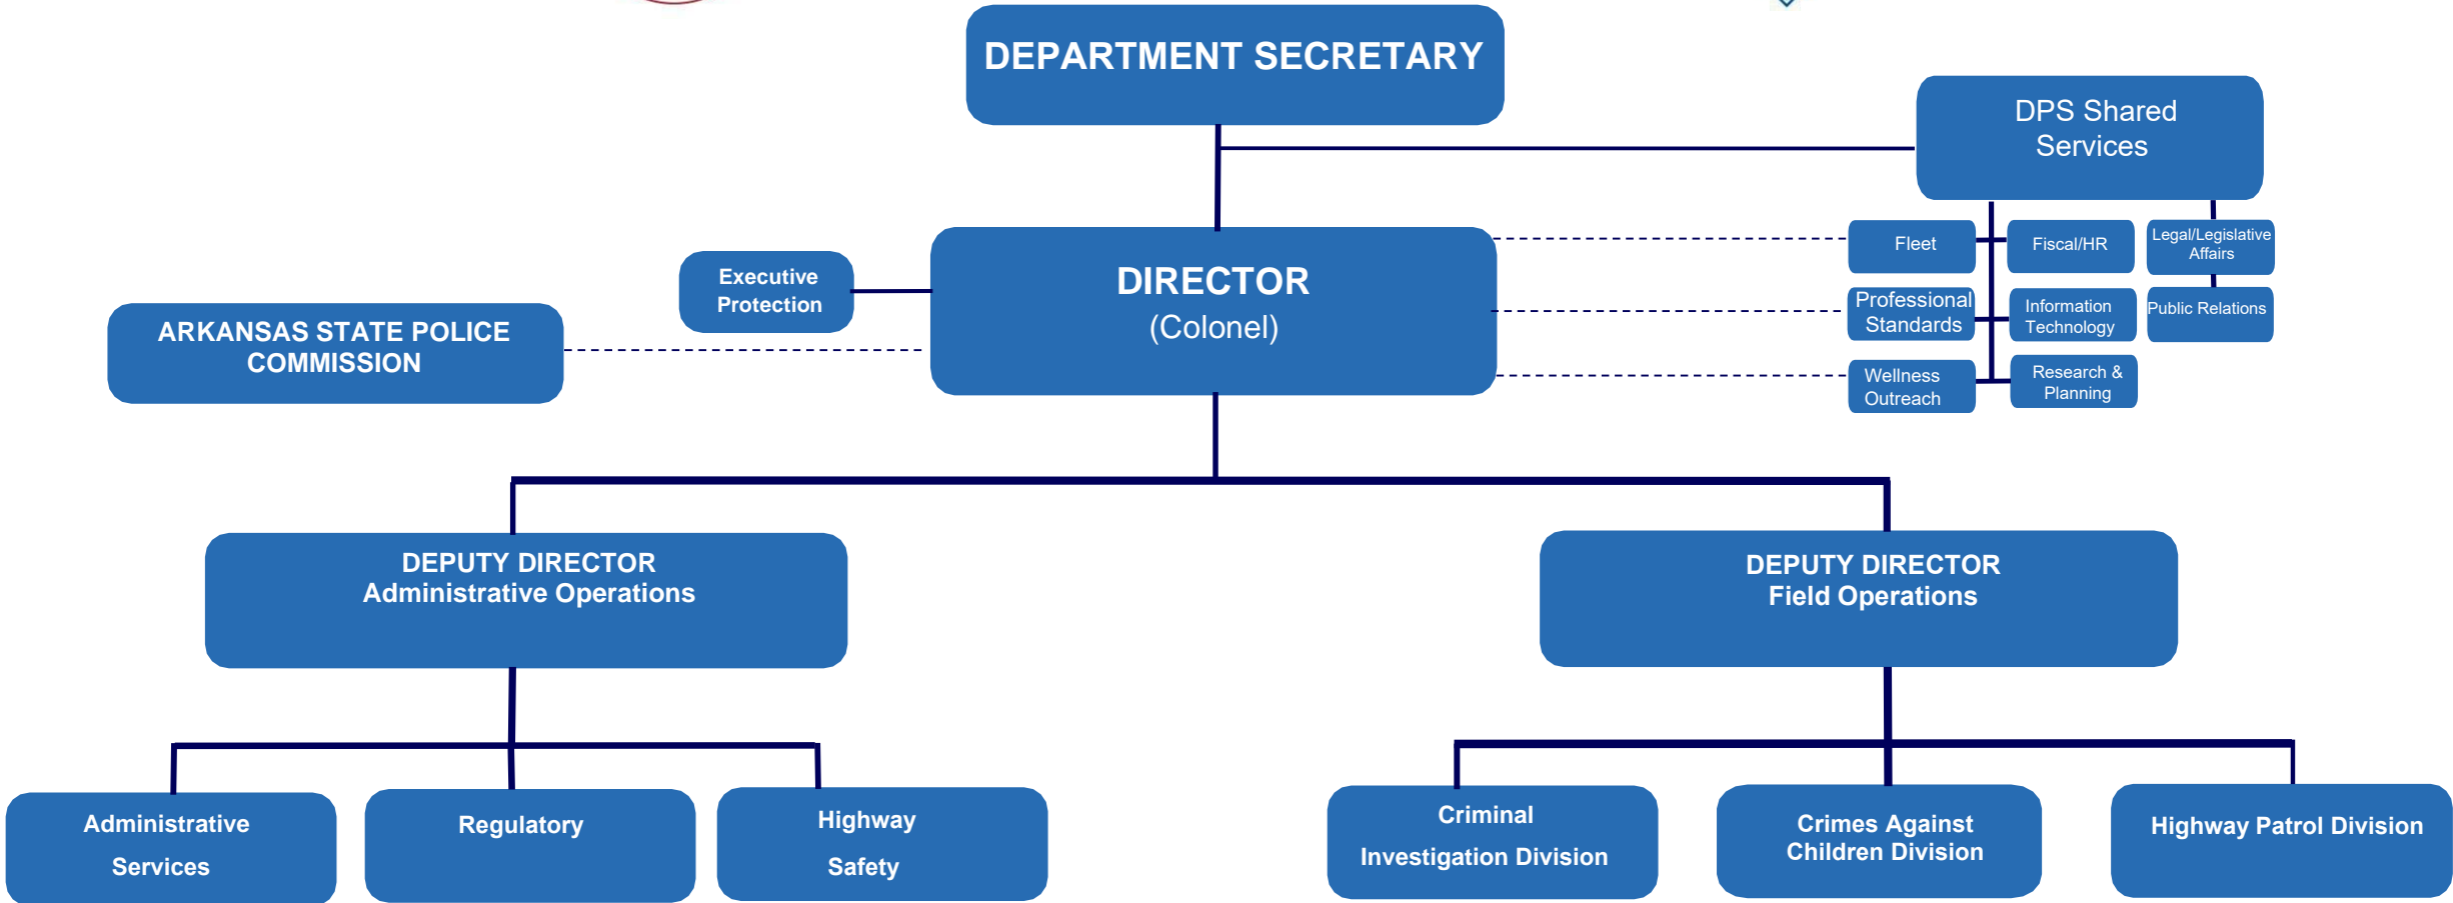 DEPARTMENT SECRETARY
DPS Shared
Services
Fleet
Fiscal/HR
Legal/Legislative
Affairs
Professional
Standards
Information
Technology
Public Relations
Wellness
Outreach
Research &
Planning
Executive
Protection
DIRECTOR
(Colonel)
ARKANSAS STATE POLICE
COMMISSION
DEPUTY DIRECTOR
Administrative Operations
DEPUTY DIRECTOR
Field Operations
Administrative
Services
Regulatory
Highway
Safety
Criminal
Investigation Division
Crimes Against
Children Division
Highway Patrol Division